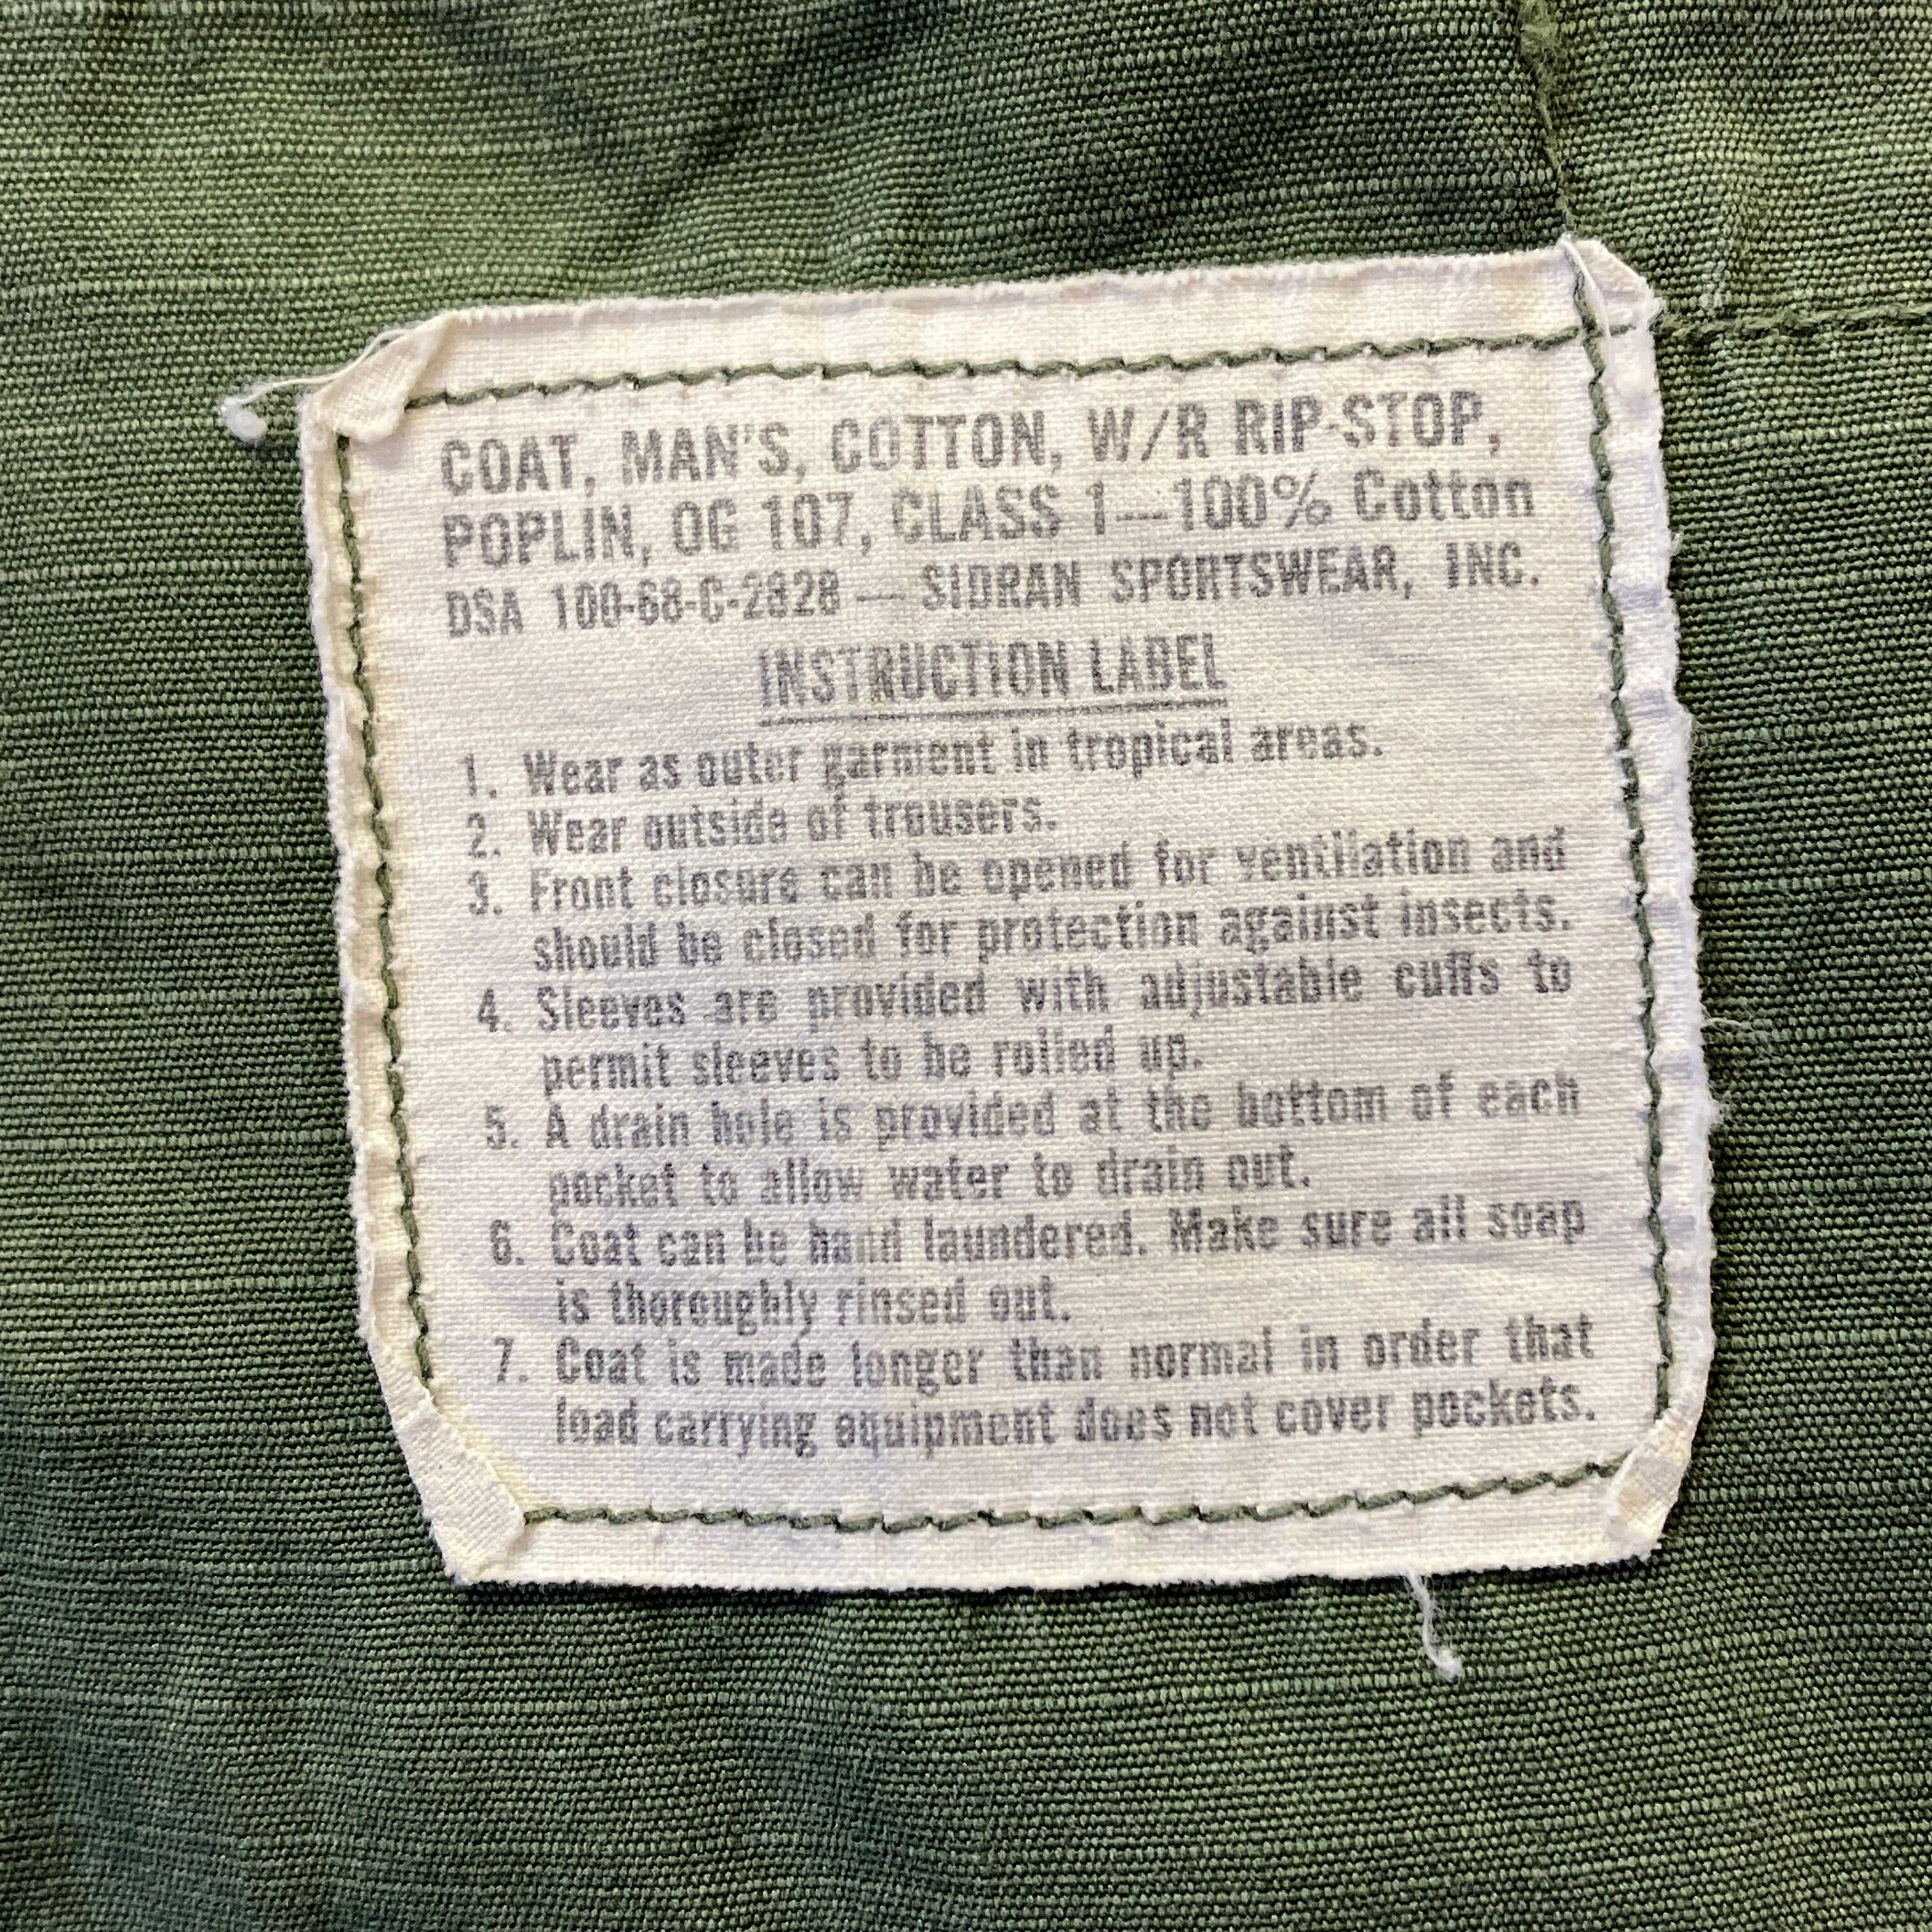 COAT, MAN'S, COTTON, W/R RIP-STOP,
POPLIN, OG 107, CLASS 1—100% Cotton
DSA 100-68-C-2828 — SIDRAN SPORTSWEAR, INC.
INSTRUCTION LABEL
1. Wear as outer garment in tropical areas.
2. Wear outside of trousers.
3. Front closure can be opened for ventilation and
should be closed for protection against insects.
4. Sleeves are provided with adjustable cuffs to
permit sleeves to be rolled up.
5. A drain hole is provided at the bottom of each
pocket to allow water to drain out.
6. Coat can be hand laundered. Make sure all soap
is thoroughly rinsed out.
7. Coat is made longer than normal in order that
load carrying equipment does not cover pockets.